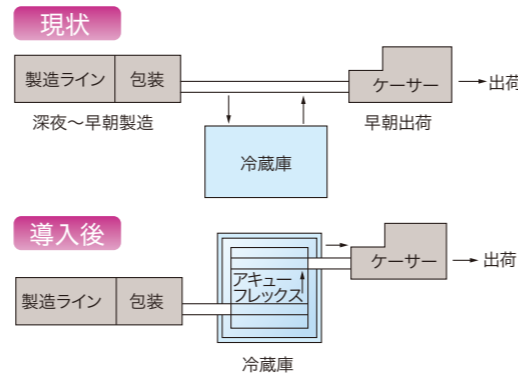 現状
製造ライン 包装 ケーサー 出荷
深夜〜早朝製造 早朝出荷
冷蔵庫
導入後
製造ライン 包装 アキュー
フレックス ケーサー 出荷
冷蔵庫